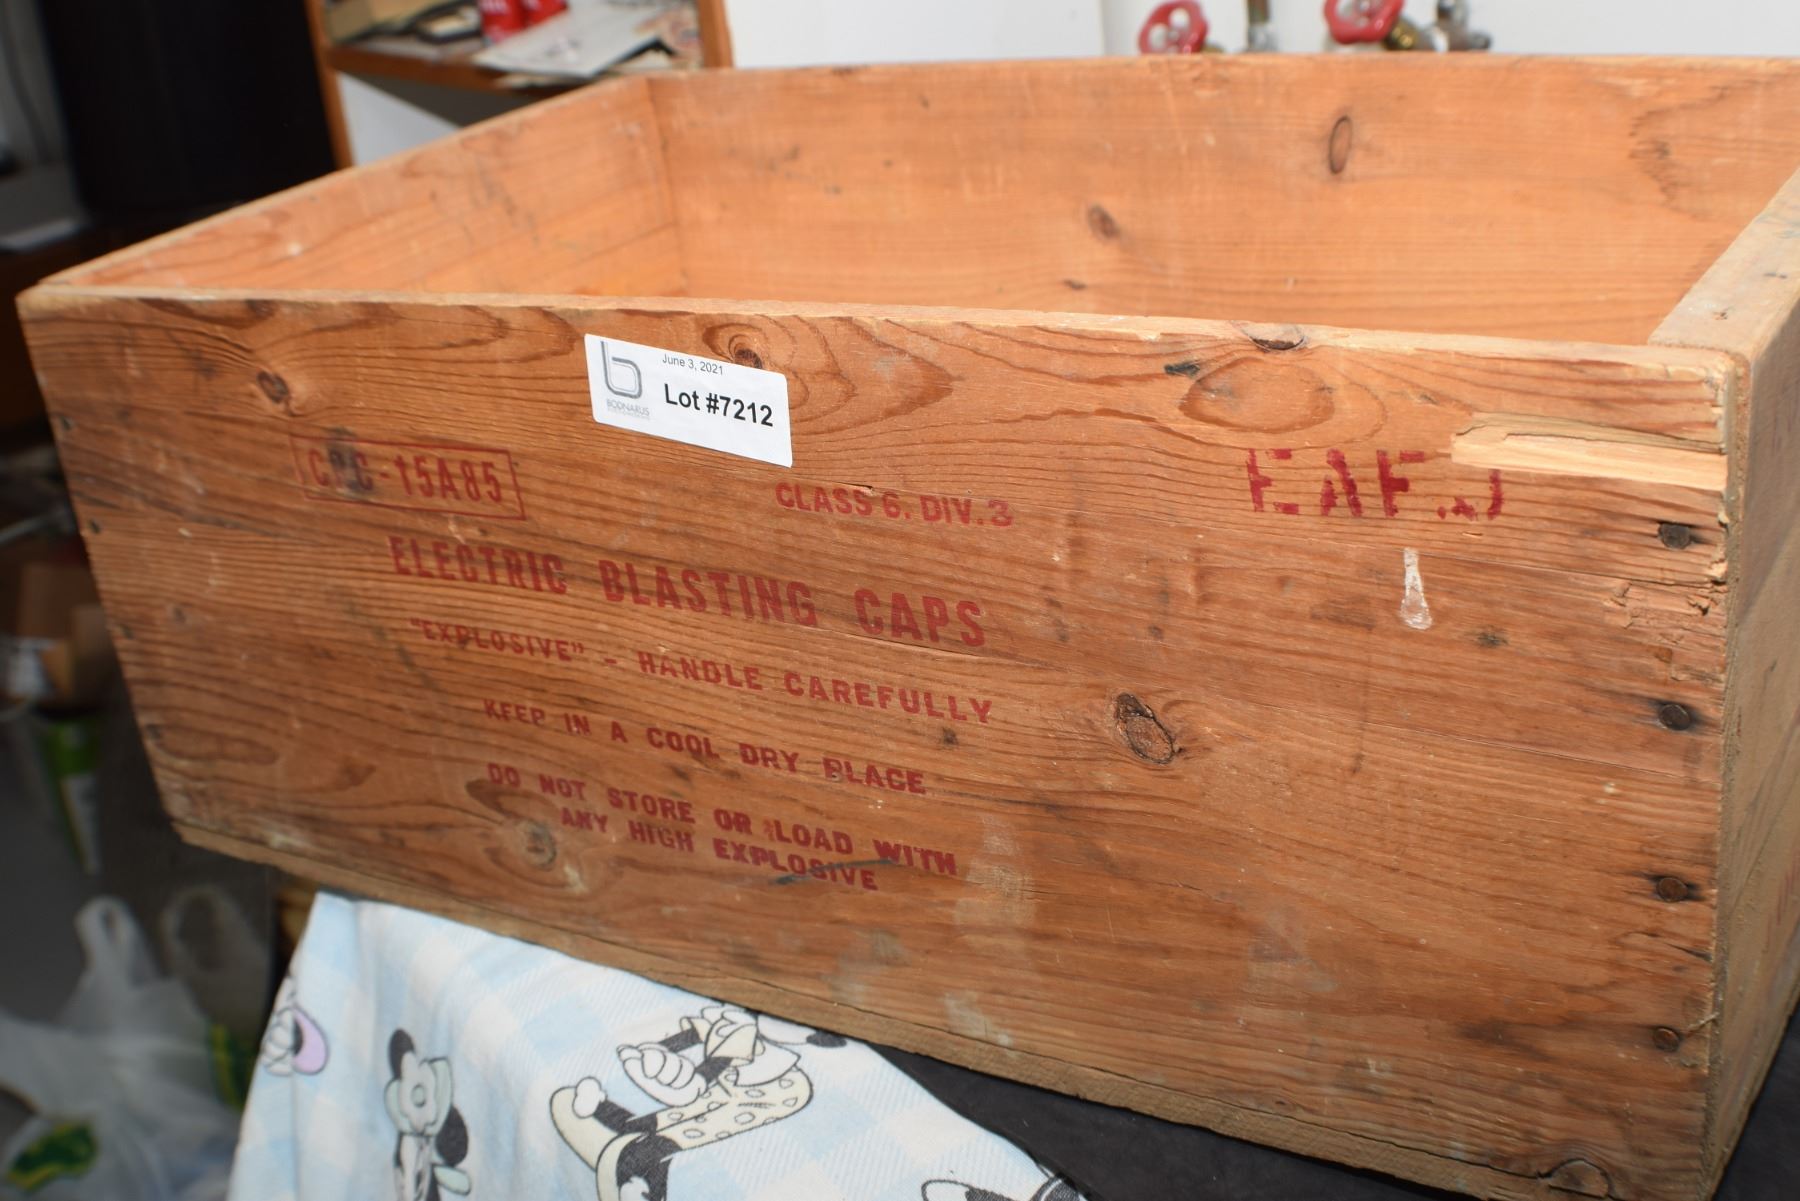 June 3, 2021
BODNARUS
Lot #7212
CRC-15A85
CLASS 6. DIV. 3
ELECTRIC BLASTING CAPS
"EXPLOSIVE" - HANDLE CAREFULLY
KEEP IN A COOL DRY PLACE
DO NOT STORE OR LOAD WITH
ANY HIGH EXPLOSIVE